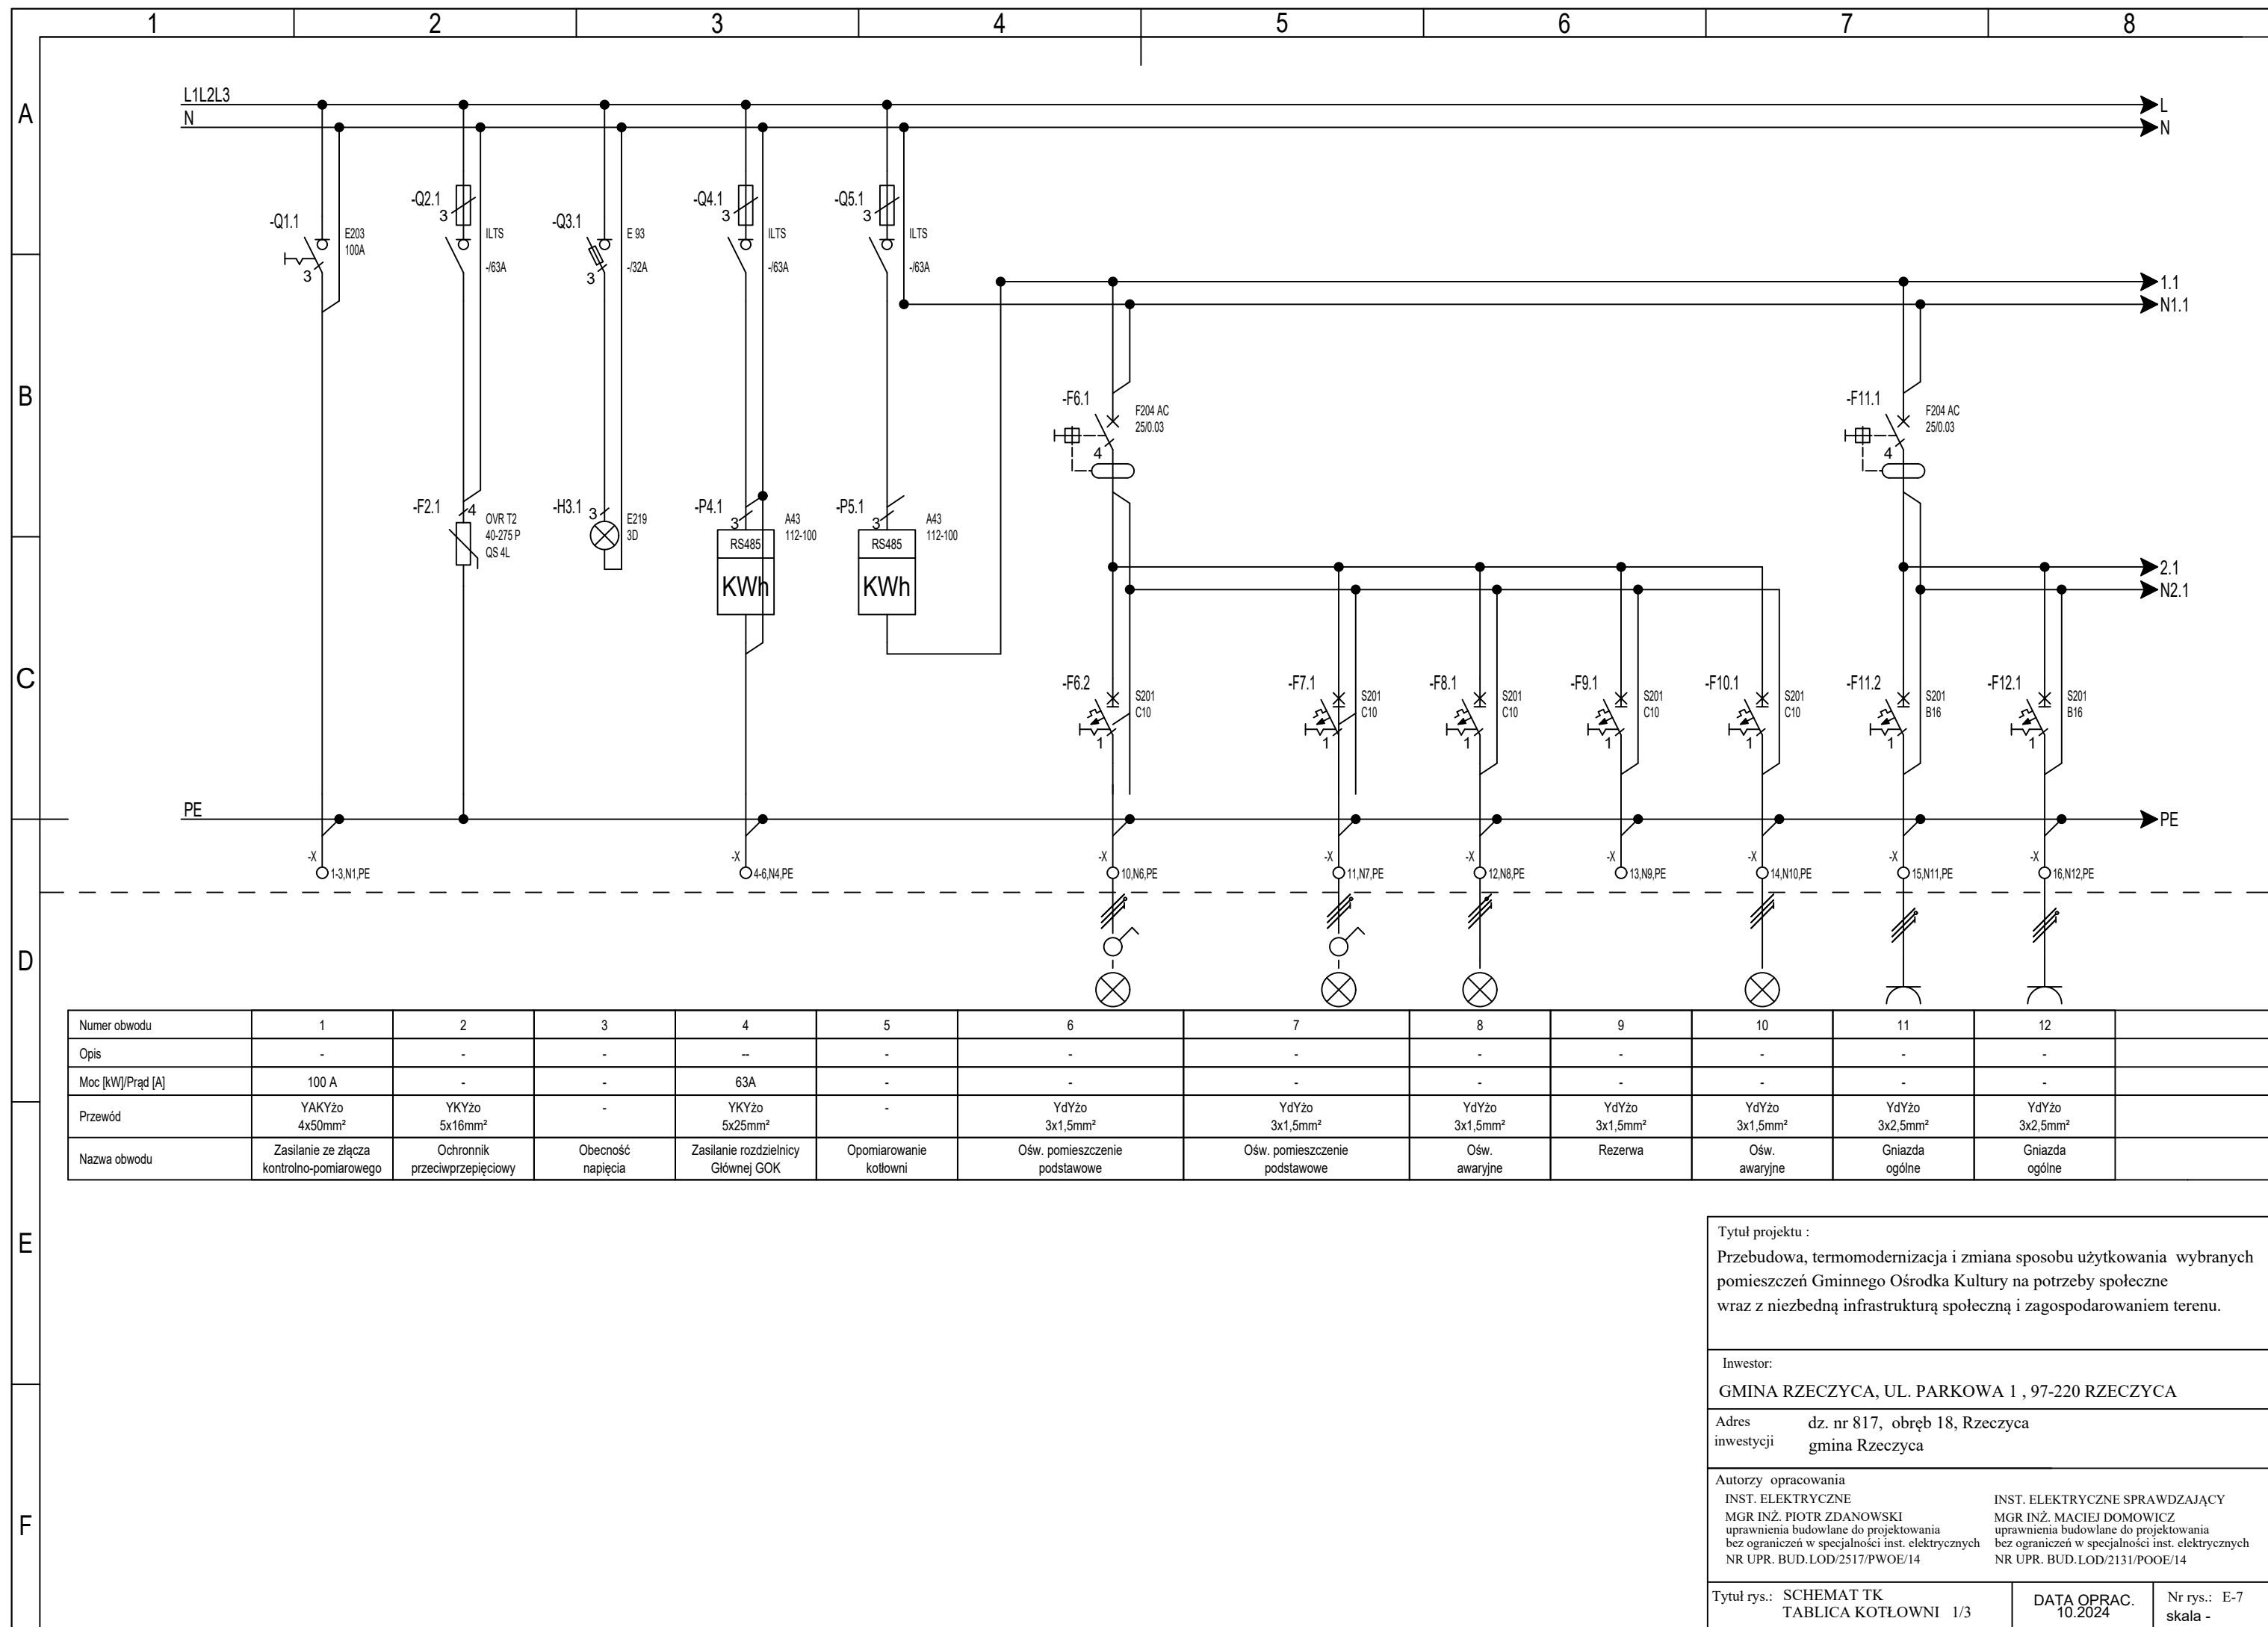 1 2 3 4 5 6 7 8
A
B
C
D
E
F
L1L2L3
N
L
N
-Q1.1
3
E203
100A
-Q2.1
3
ILTS
-/63A
-Q3.1
3
E 93
-/32A
-Q4.1
3
ILTS
-/63A
-Q5.1
3
ILTS
-/63A
1.1
N1.1
-F6.1
4
F204 AC
25/0.03
-F11.1
4
F204 AC
25/0.03
-F2.1
4
OVR T2
40-275 P
QS 4L
-H3.1
3
E219
3D
-P4.1
3
A43
112-100
RS485
KWh
-P5.1
3
A43
112-100
RS485
KWh
2.1
N2.1
-F6.2
1
S201
C10
-F7.1
1
S201
C10
-F8.1
1
S201
C10
-F9.1
1
S201
C10
-F10.1
1
S201
C10
-F11.2
1
S201
B16
-F12.1
1
S201
B16
PE
PE
-X
1-3,N1,PE
-X
4-6,N4,PE
-X
10,N6,PE
-X
11,N7,PE
-X
12,N8,PE
-X
13,N9,PE
-X
14,N10,PE
-X
15,N11,PE
-X
16,N12,PE
Numer obwodu 1 2 3 4 5 6 7 8 9 10 11 12
Opis - - - -- - - - - - - - -
Moc [kW]/Prąd [A] 100 A - - 63A - - - - - - - -
Przewód YAKYżo YKYżo - YKYżo - YdYżo YdYżo YdYżo YdYżo YdYżo YdYżo YdYżo
4x50mm² 5x16mm² 5x25mm² 3x1,5mm² 3x1,5mm² 3x1,5mm² 3x1,5mm² 3x1,5mm² 3x2,5mm² 3x2,5mm²
Nazwa obwodu Zasilanie ze złącza Ochronnik Obecność Zasilanie rozdzielnicy Opomiarowanie Ośw. pomieszczenie Ośw. pomieszczenie Ośw. Rezerwa Ośw. Gniazda Gniazda
kontrolno-pomiarowego przeciwprzepięciowy napięcia Głównej GOK kotłowni podstawowe podstawowe awaryjne awaryjne ogólne ogólne
Tytuł projektu :
Przebudowa, termomodernizacja i zmiana sposobu użytkowania wybranych
pomieszczeń Gminnego Ośrodka Kultury na potrzeby społeczne
wraz z niezbedną infrastrukturą społeczną i zagospodarowaniem terenu.
Inwestor:
GMINA RZECZYCA, UL. PARKOWA 1 , 97-220 RZECZYCA
Adres
inwestycji
dz. nr 817, obręb 18, Rzeczyca
gmina Rzeczyca
Autorzy opracowania
INST. ELEKTRYCZNE
MGR INŻ. PIOTR ZDANOWSKI
uprawnienia budowlane do projektowania
bez ograniczeń w specjalności inst. elektrycznych
NR UPR. BUD.LOD/2517/PWOE/14
INST. ELEKTRYCZNE SPRAWDZAJĄCY
MGR INŻ. MACIEJ DOMOWICZ
uprawnienia budowlane do projektowania
bez ograniczeń w specjalności inst. elektrycznych
NR UPR. BUD.LOD/2131/POOE/14
Tytuł rys.: SCHEMAT TK
TABLICA KOTŁOWNI 1/3
DATA OPRAC.
10.2024
Nr rys.: E-7
skala -